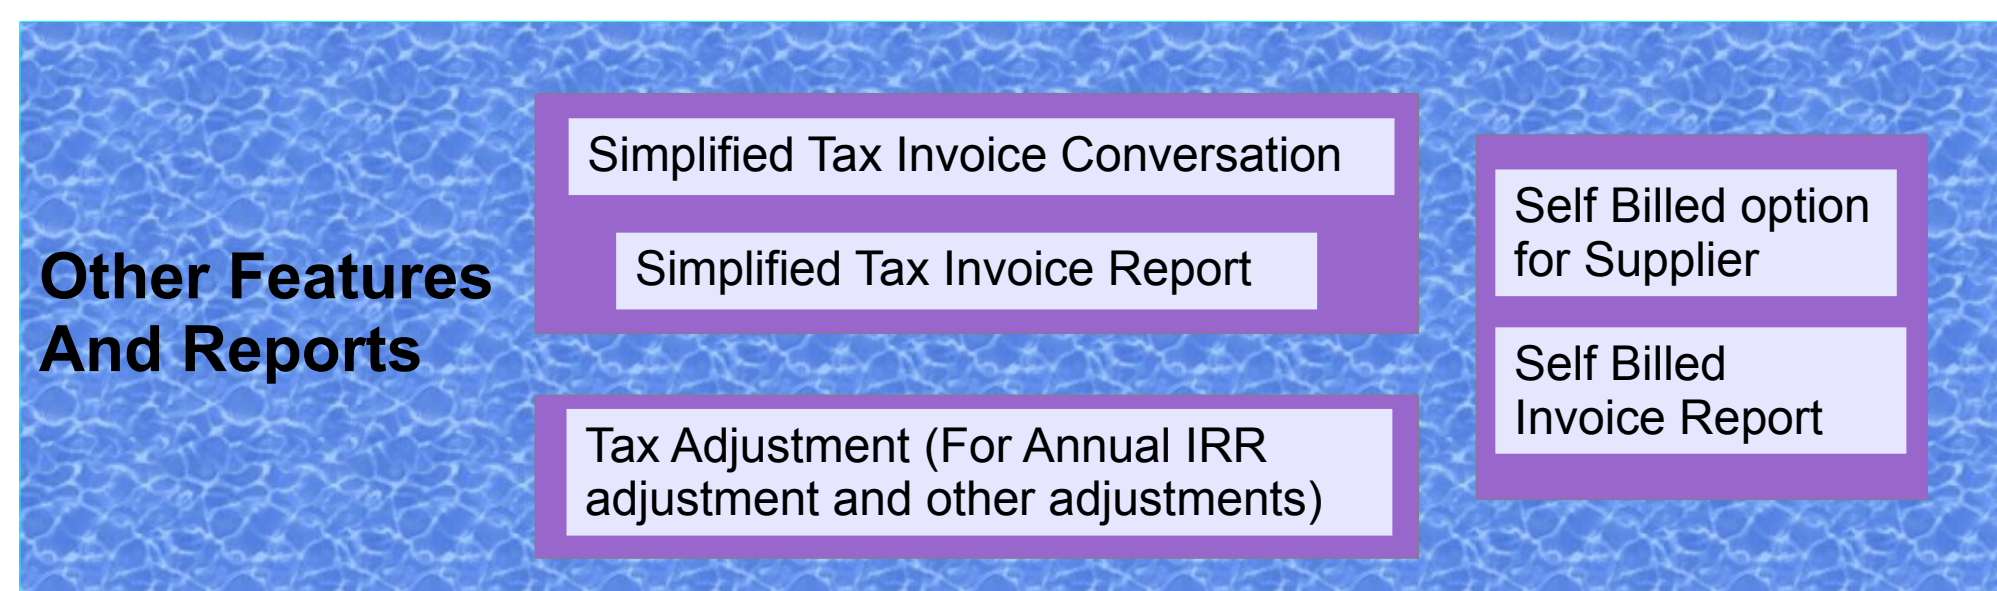 Other Features
And Reports
Simplified Tax Invoice Conversation
Simplified Tax Invoice Report
Tax Adjustment (For Annual IRR
adjustment and other adjustments)
Self Billed option
for Supplier
Self Billed
Invoice Report